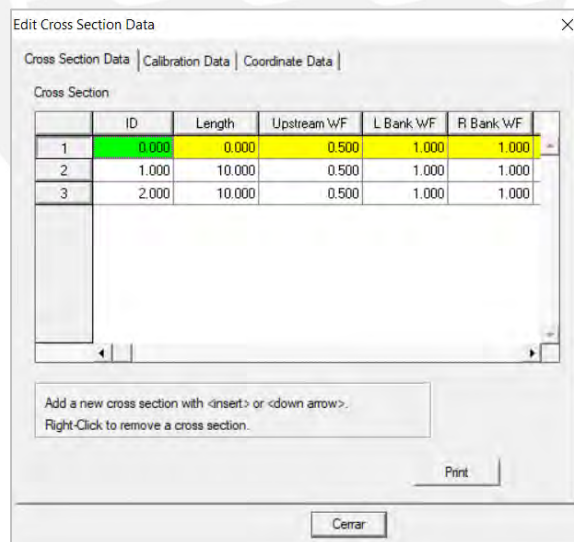 Edit Cross Section Data
Cross Section Data | Calibration Data | Coordinate Data |
Cross Section
ID Length Upstream WF L Bank WF R Bank WF
1 0.000 0.000 0.500 1.000 1.000
2 1.000 10.000 0.500 1.000 1.000
3 2.000 10.000 0.500 1.000 1.000
Add a new cross section with <insert> or <down arrow>.
Right-Click to remove a cross section.
Print
Cerrar